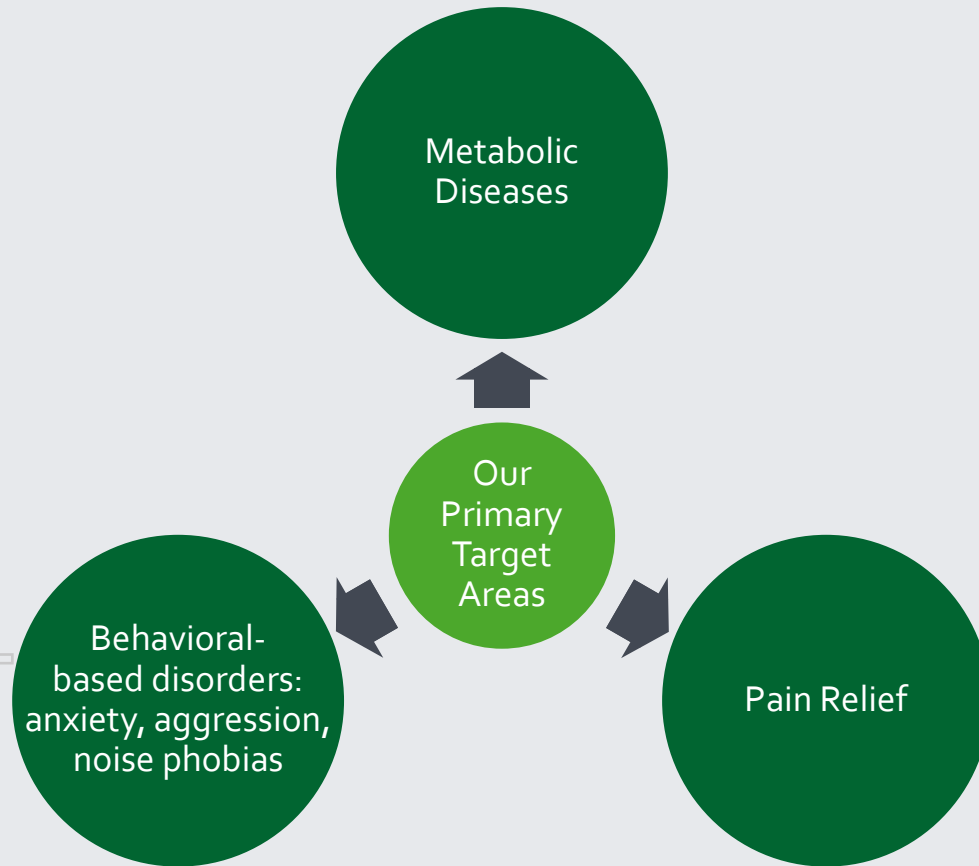 Metabolic
Diseases
Our
Primary
Target
Areas
Behavioral-
based disorders:
anxiety, aggression,
noise phobias
Pain Relief